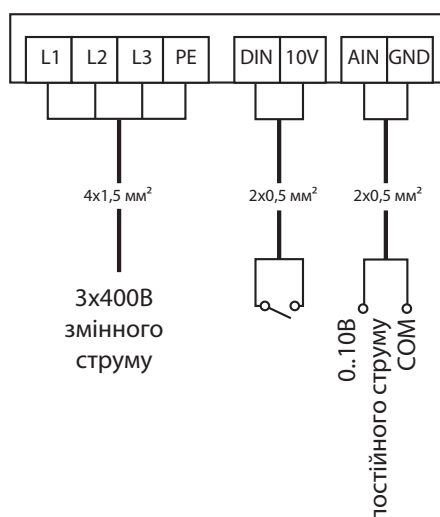 L1 L2 L3 PE DIN 10V AIN GND
4x1,5 мм²
2x0,5 мм²
2x0,5 мм²
3x400В
змінного
струму
0..10В
постійного струму
COM